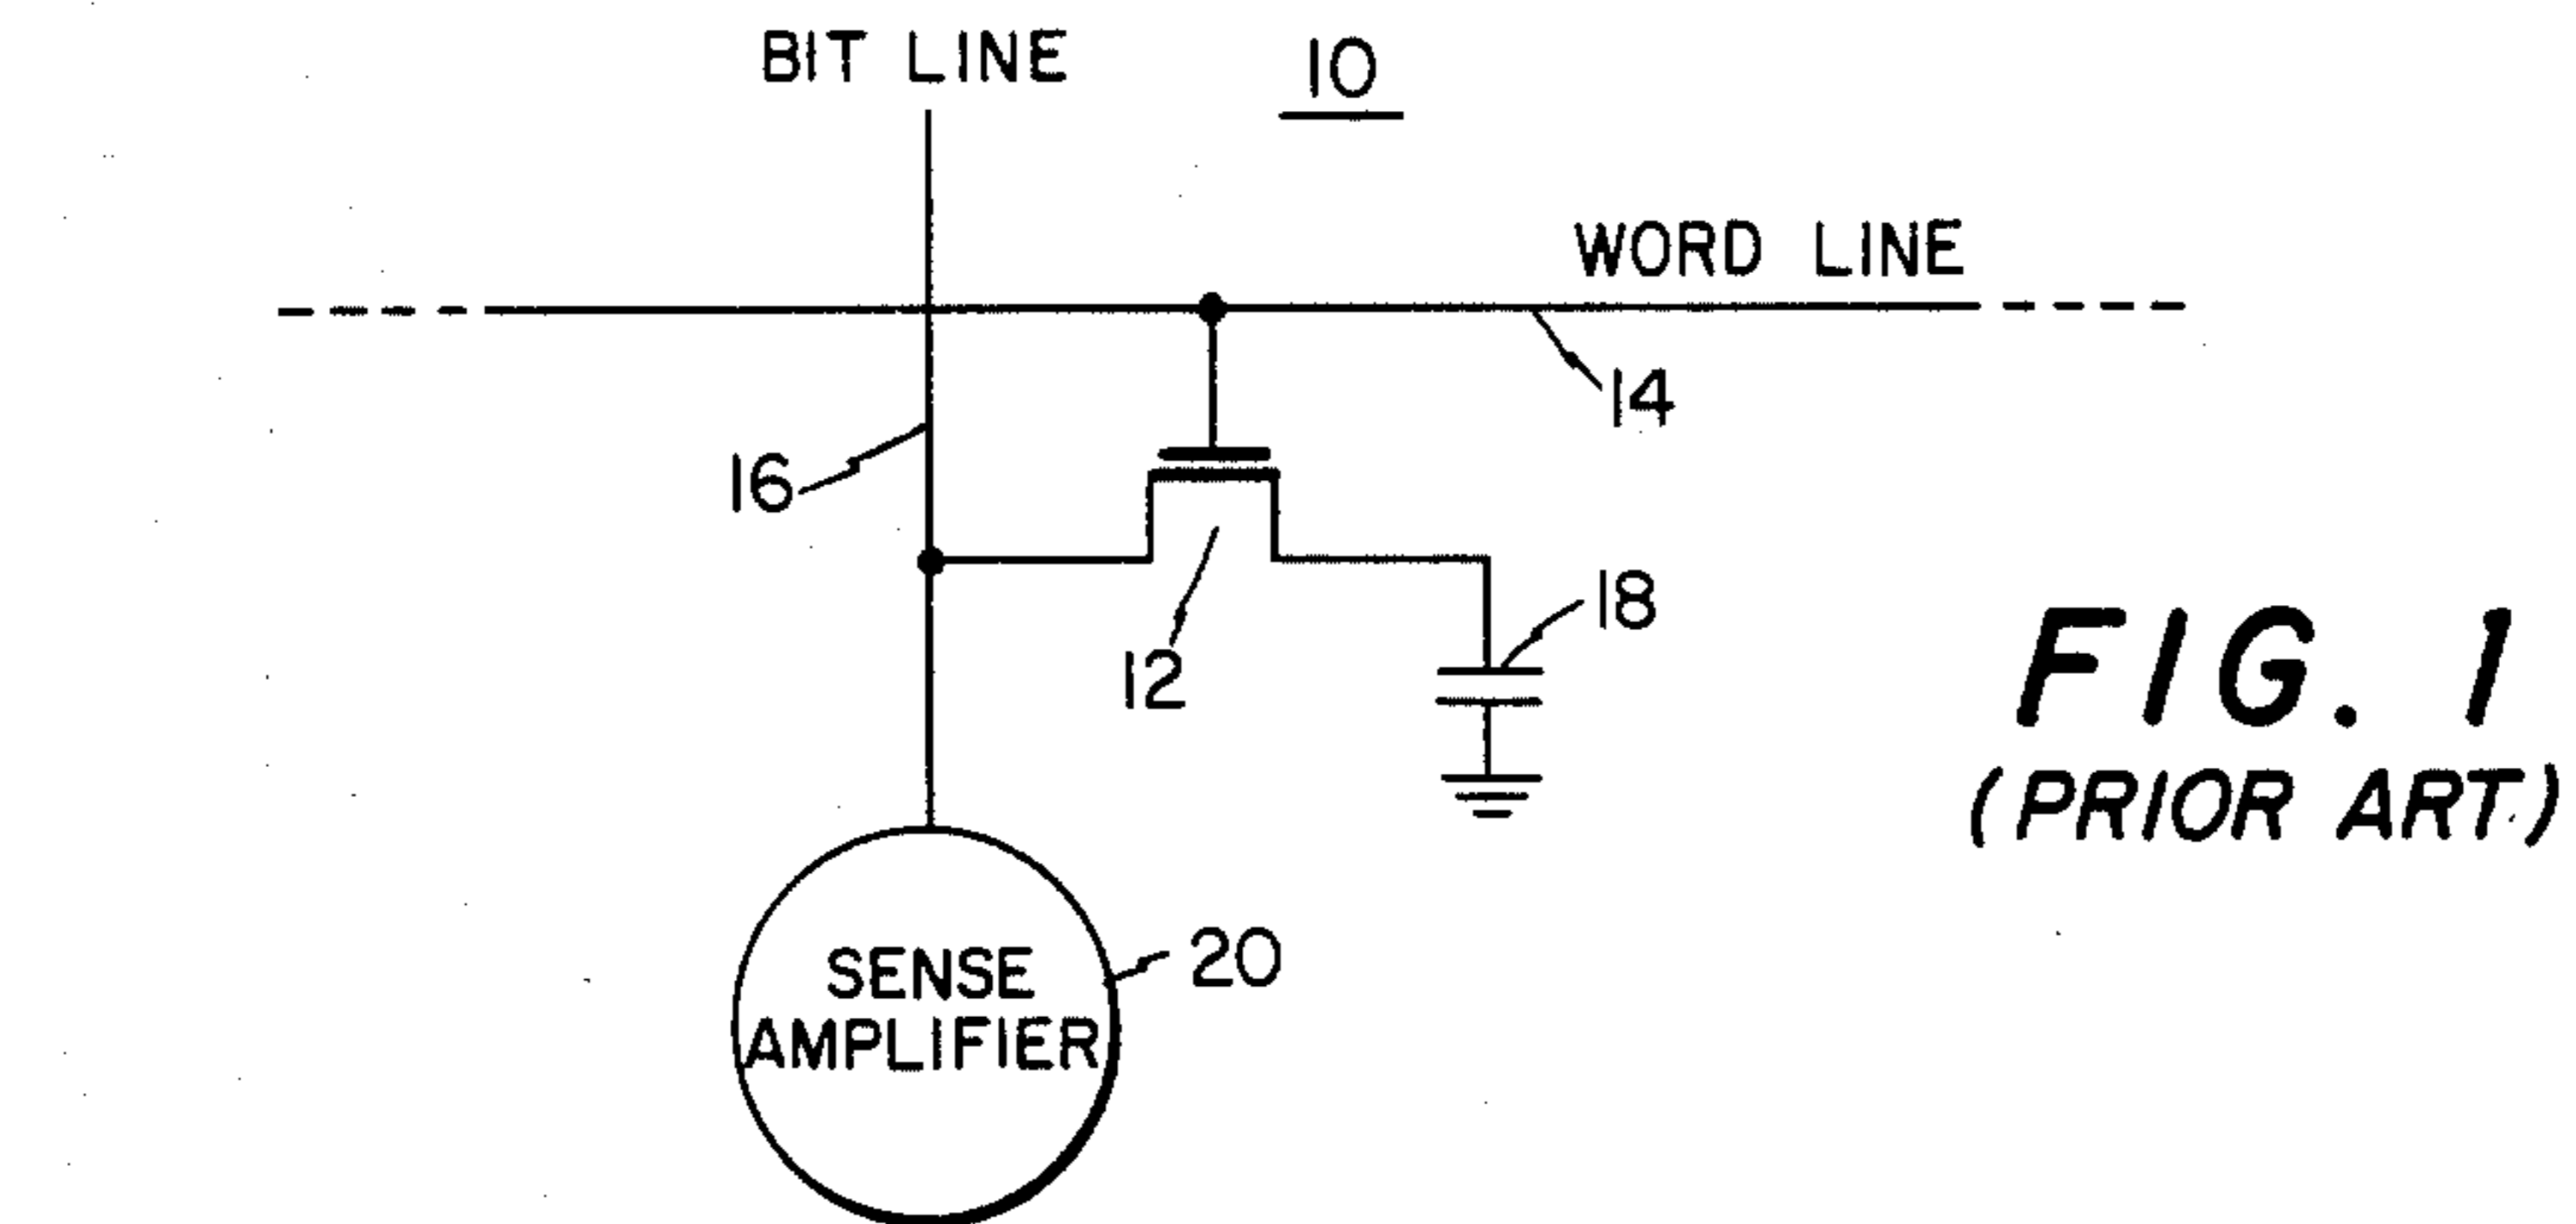 BIT LINE
10
WORD LINE
14
16
18
12
FIG. 1
(PRIOR ART)
20
SENSE
AMPLIFIER